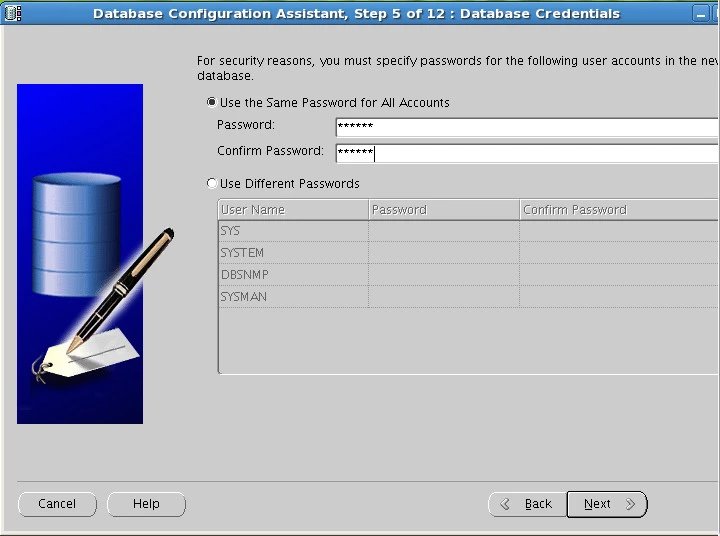 Database Configuration Assistant, Step 5 of 12 : Database Credentials
For security reasons, you must specify passwords for the following user accounts in the new
database.
Use the Same Password for All Accounts
Password: ******
Confirm Password: ******
Use Different Passwords
User Name Password Confirm Password
SYS
SYSTEM
DBSNMP
SYSMAN
Cancel Help Back Next